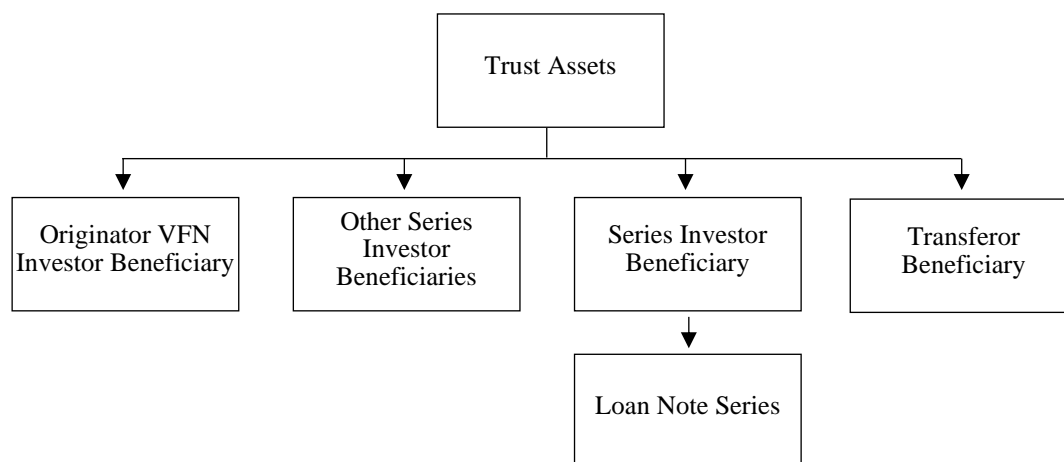 Trust Assets
Originator VFN
Investor Beneficiary
Other Series
Investor
Beneficiaries
Series Investor
Beneficiary
Transferor
Beneficiary
Loan Note Series